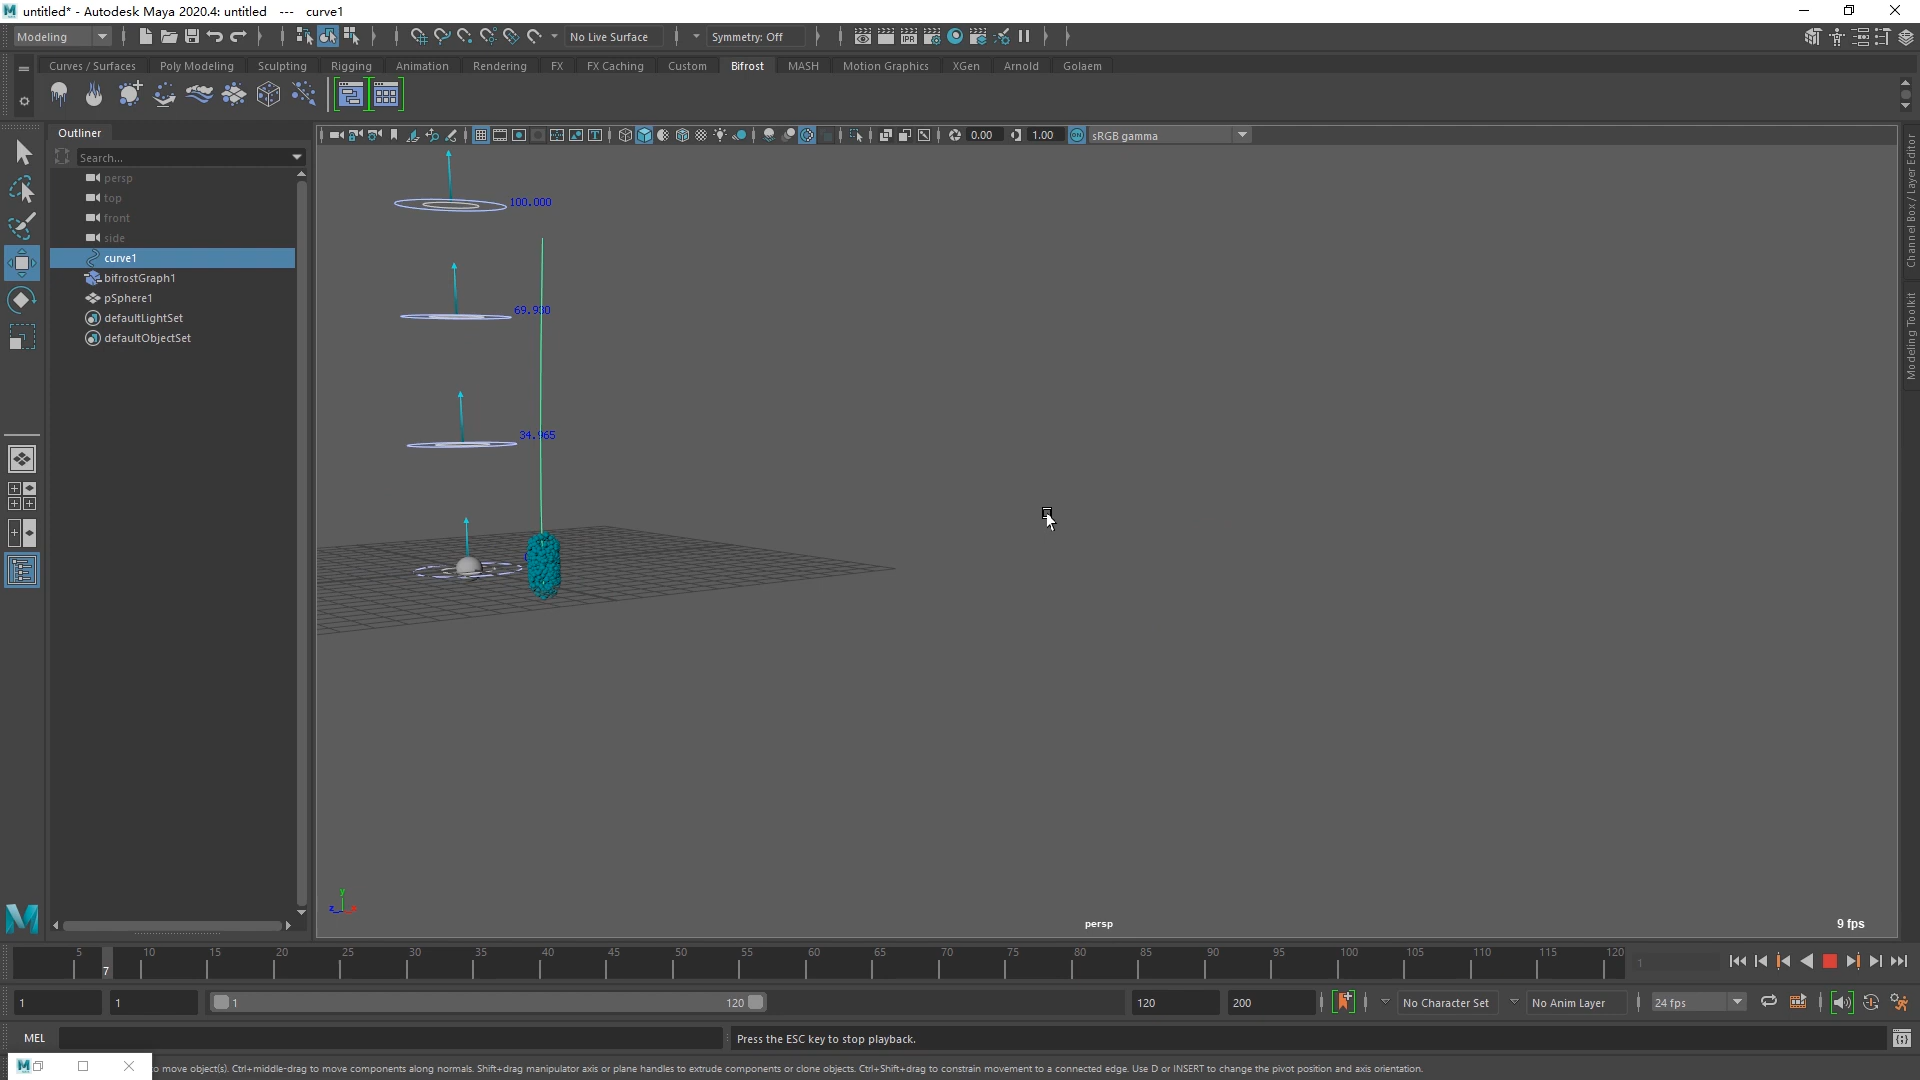 untitled* - Autodesk Maya 2020.4: untitled --- curve1
Modeling
No Live Surface
Symmetry: Off
Curves / Surfaces Poly Modeling Sculpting Rigging Animation Rendering FX FX Caching Custom Bifrost MASH Motion Graphics XGen Arnold Golaem
Outliner
Search...
persp
top
front
side
curve1
bifrostGraph1
pSphere1
defaultLightSet
defaultObjectSet
0.00
1.00
ON
sRGB gamma
100.000
34.965
y
z
persp
9 fps
Channel Box / Layer Editor
Modeling Toolkit
5 10 15 20 25 30 35 40 45 50 55 60 65 70 75 80 85 90 95 100 105 110 115 120
7
1
1 1 1 120 120 200
No Character Set
No Anim Layer
24 fps
MEL
Press the ESC key to stop playback.
to move object(s). Ctrl+middle-drag to move components along normals. Shift+drag manipulator axis or plane handles to extrude components or clone objects. Ctrl+Shift+drag to constrain movement to a connected edge. Use D or INSERT to change the pivot position and axis orientation.